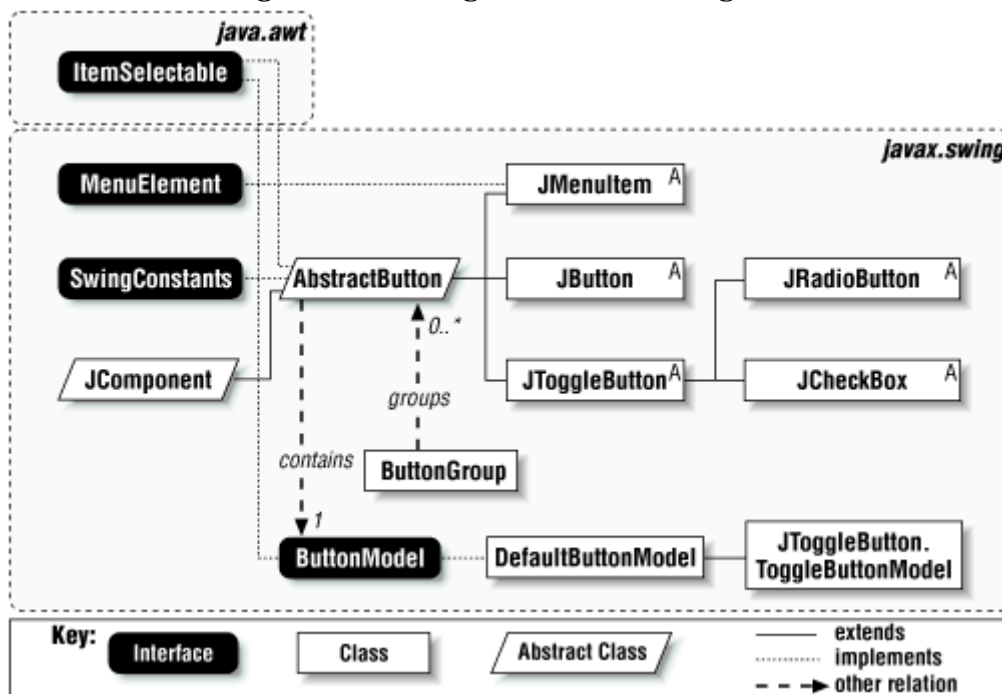 java.awt
ItemSelectable
javax.swing
MenuElement
JMenuItem A
SwingConstants
AbstractButton
JButton A
JRadioButton A
0..*
JComponent
JToggleButton A
JCheckBox A
groups
contains
ButtonGroup
1
ButtonModel
DefaultButtonModel
JToggleButton.
ToggleButtonModel
Key:
Interface
Class
Abstract Class
extends
implements
other relation